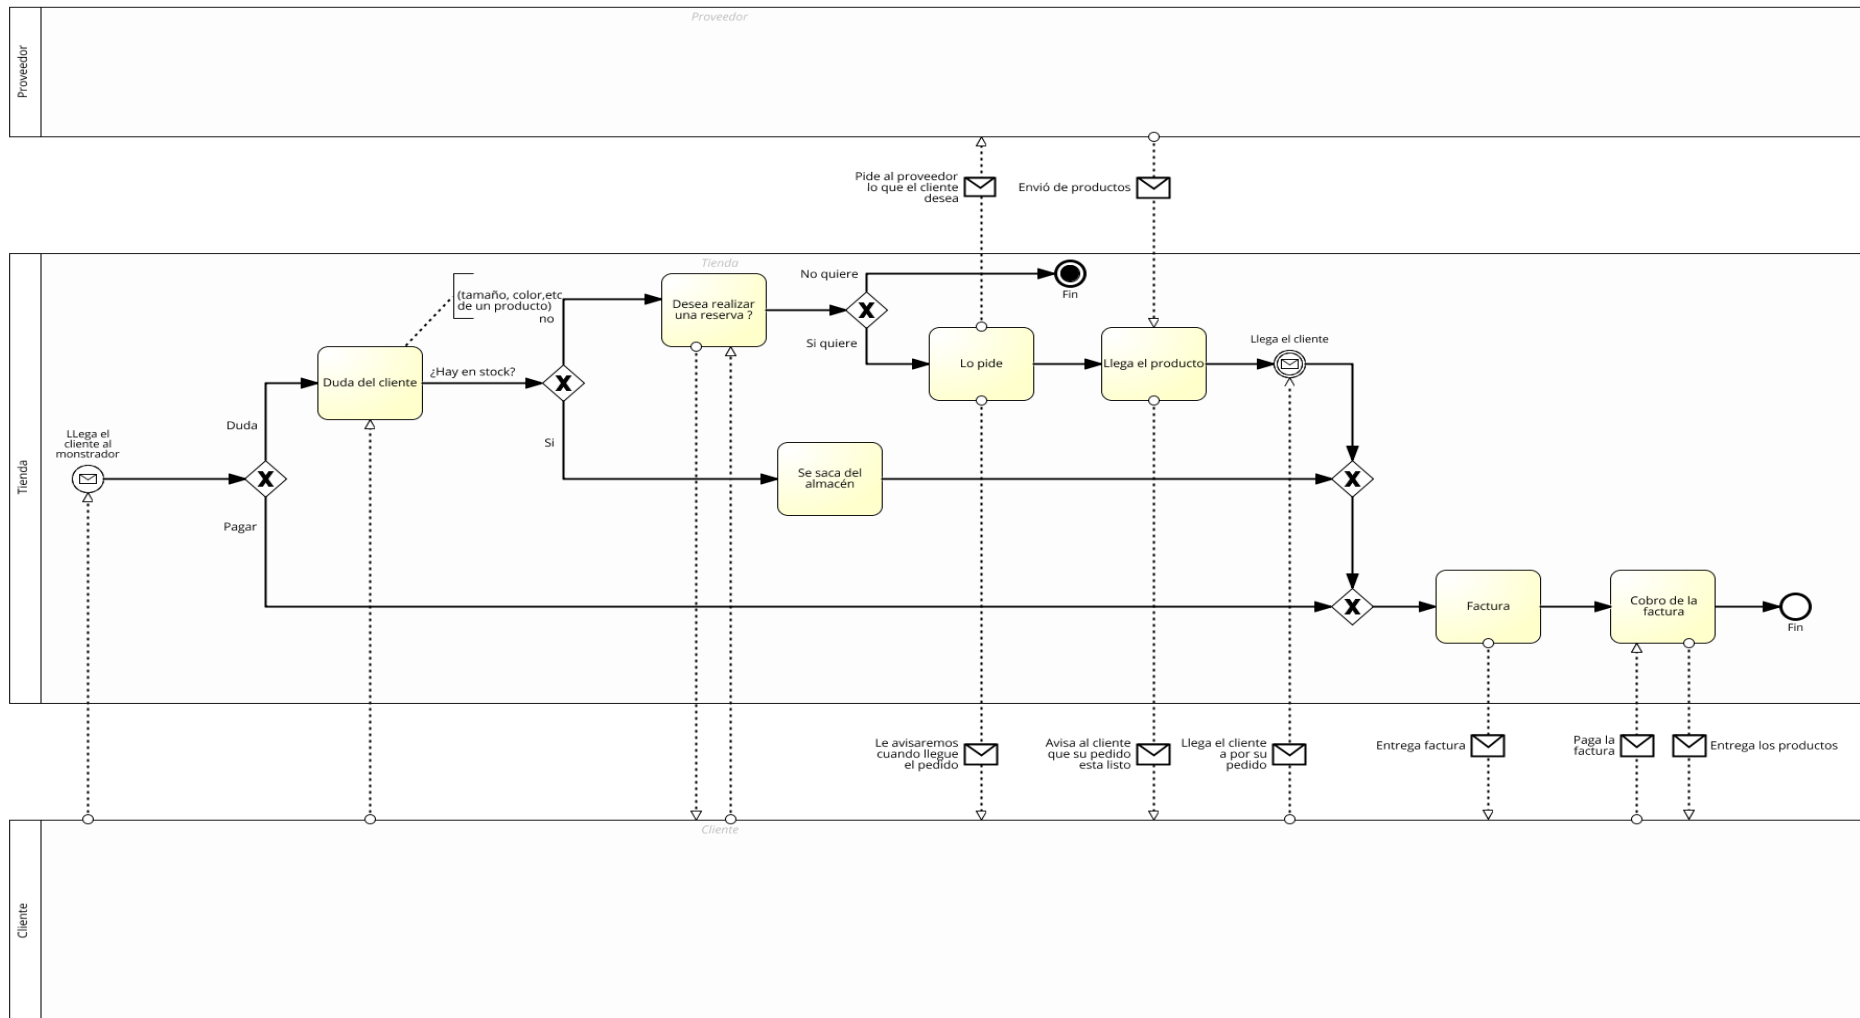 Proveedor
Proveedor
Pide al proveedor
lo que el cliente
desea
Envió de productos
Tienda
Tienda
LLega el
cliente al
monstrador
Duda
Pagar
Duda del cliente
(tamaño, color,etc
de un producto)
¿Hay en stock?
no
Si
Desea realizar
una reserva ?
No quiere
Si quiere
Fin
Lo pide
Llega el producto
Llega el cliente
Se saca del
almacén
Factura
Cobro de la
factura
Fin
Le avisaremos
cuando llegue
el pedido
Avisa al cliente
que su pedido
esta listo
Llega el cliente
a por su
pedido
Entrega factura
Paga la
factura
Entrega los productos
Cliente
Cliente